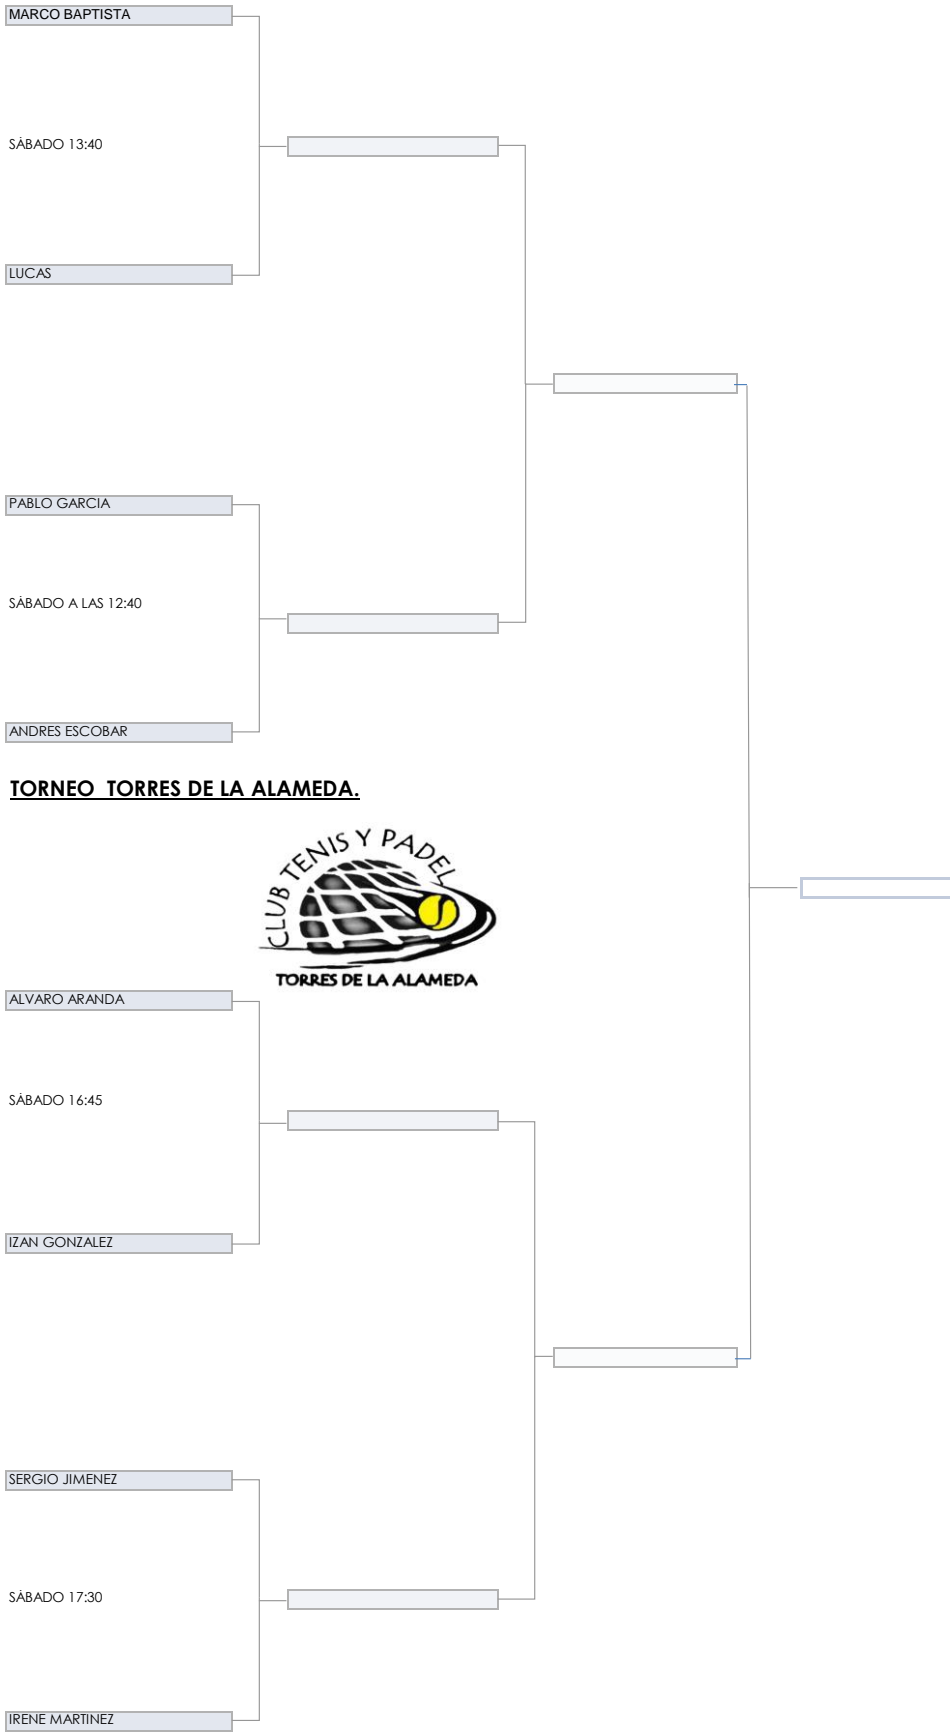 MARCO BAPTISTA
SÁBADO 13:40
LUCAS
PABLO GARCIA
SÁBADO A LAS 12:40
ANDRES ESCOBAR
TORNEO  TORRES DE LA ALAMEDA.
CLUB TENIS Y PADEL
TORRES DE LA ALAMEDA
ALVARO ARANDA
SÁBADO 16:45
IZAN GONZALEZ
SERGIO JIMENEZ
SÁBADO 17:30
IRENE MARTINEZ